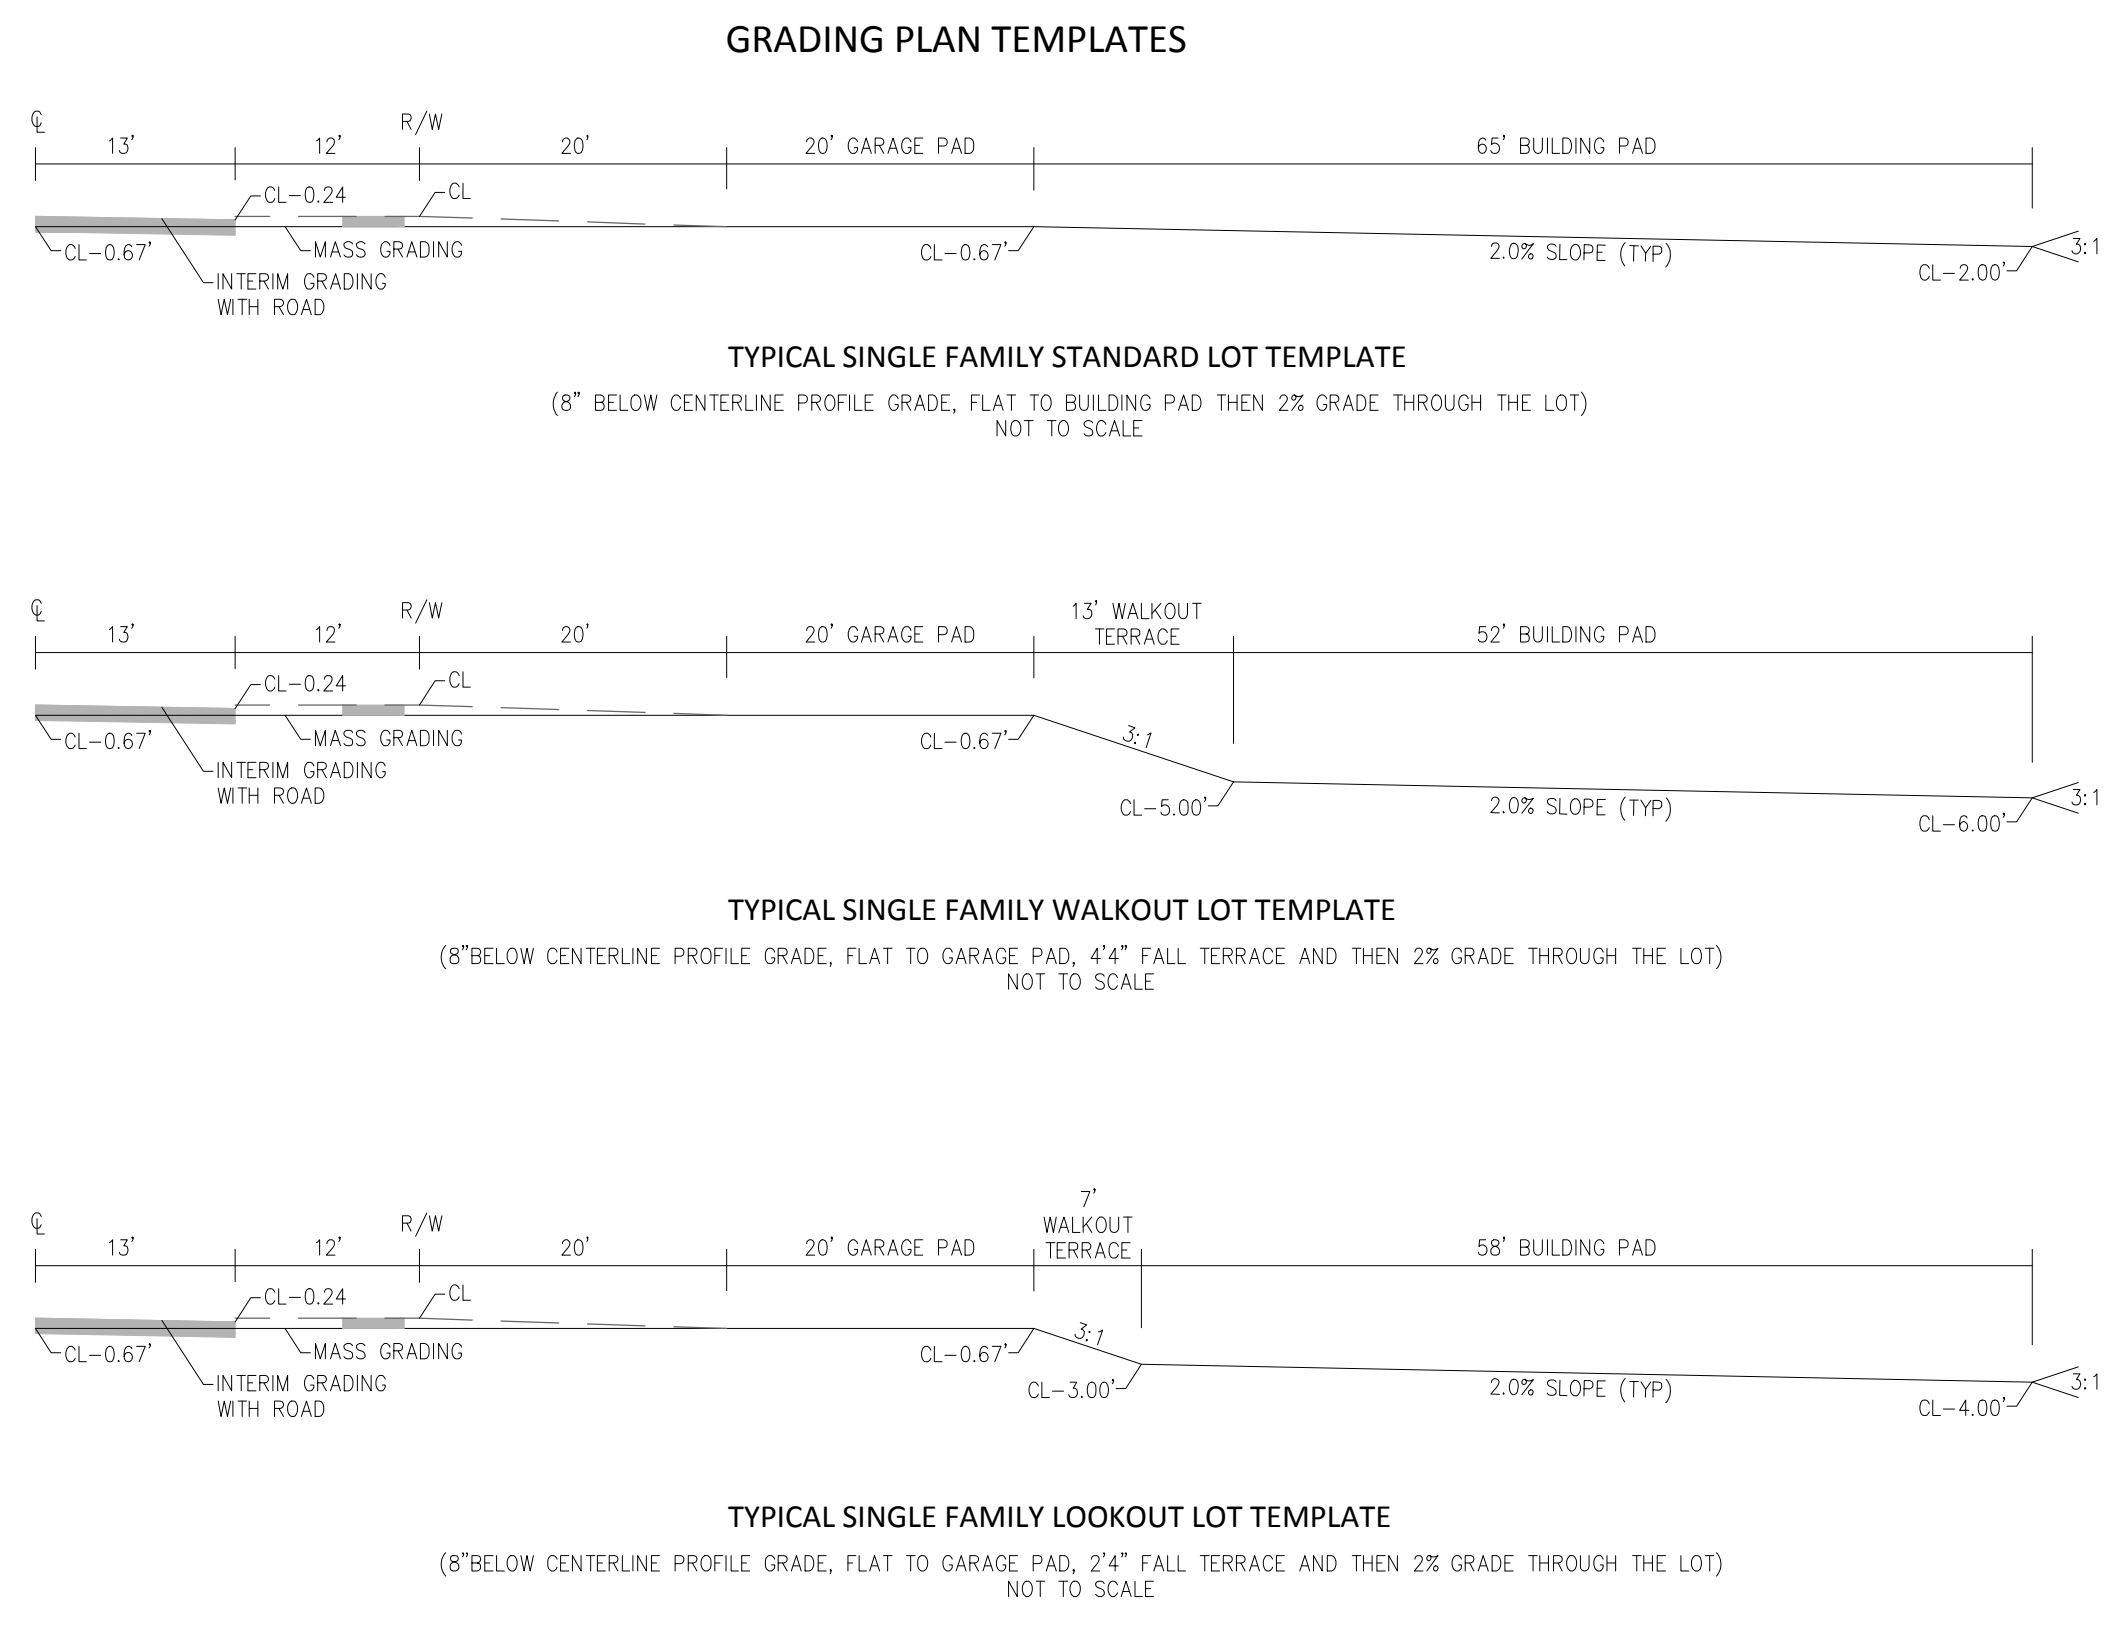 GRADING PLAN TEMPLATES
℄ R/W
13' 12' 20' 20' GARAGE PAD 65' BUILDING PAD
CL-0.24 CL
CL-0.67' MASS GRADING CL-0.67' 2.0% SLOPE (TYP) 3:1
CL-2.00'
INTERIM GRADING
WITH ROAD
TYPICAL SINGLE FAMILY STANDARD LOT TEMPLATE
(8" BELOW CENTERLINE PROFILE GRADE, FLAT TO BUILDING PAD THEN 2% GRADE THROUGH THE LOT)
NOT TO SCALE
℄ R/W 13' WALKOUT
TERRACE
13' 12' 20' 20' GARAGE PAD 52' BUILDING PAD
CL-0.24 CL
CL-0.67' MASS GRADING CL-0.67' 3:1
INTERIM GRADING
WITH ROAD
CL-5.00' 2.0% SLOPE (TYP) 3:1
CL-6.00'
TYPICAL SINGLE FAMILY WALKOUT LOT TEMPLATE
(8"BELOW CENTERLINE PROFILE GRADE, FLAT TO GARAGE PAD, 4'4" FALL TERRACE AND THEN 2% GRADE THROUGH THE LOT)
NOT TO SCALE
7'
℄ R/W WALKOUT
TERRACE
13' 12' 20' 20' GARAGE PAD 58' BUILDING PAD
CL-0.24 CL
CL-0.67' MASS GRADING CL-0.67' 3:1
INTERIM GRADING
WITH ROAD
CL-3.00' 2.0% SLOPE (TYP) 3:1
CL-4.00'
TYPICAL SINGLE FAMILY LOOKOUT LOT TEMPLATE
(8"BELOW CENTERLINE PROFILE GRADE, FLAT TO GARAGE PAD, 2'4" FALL TERRACE AND THEN 2% GRADE THROUGH THE LOT)
NOT TO SCALE